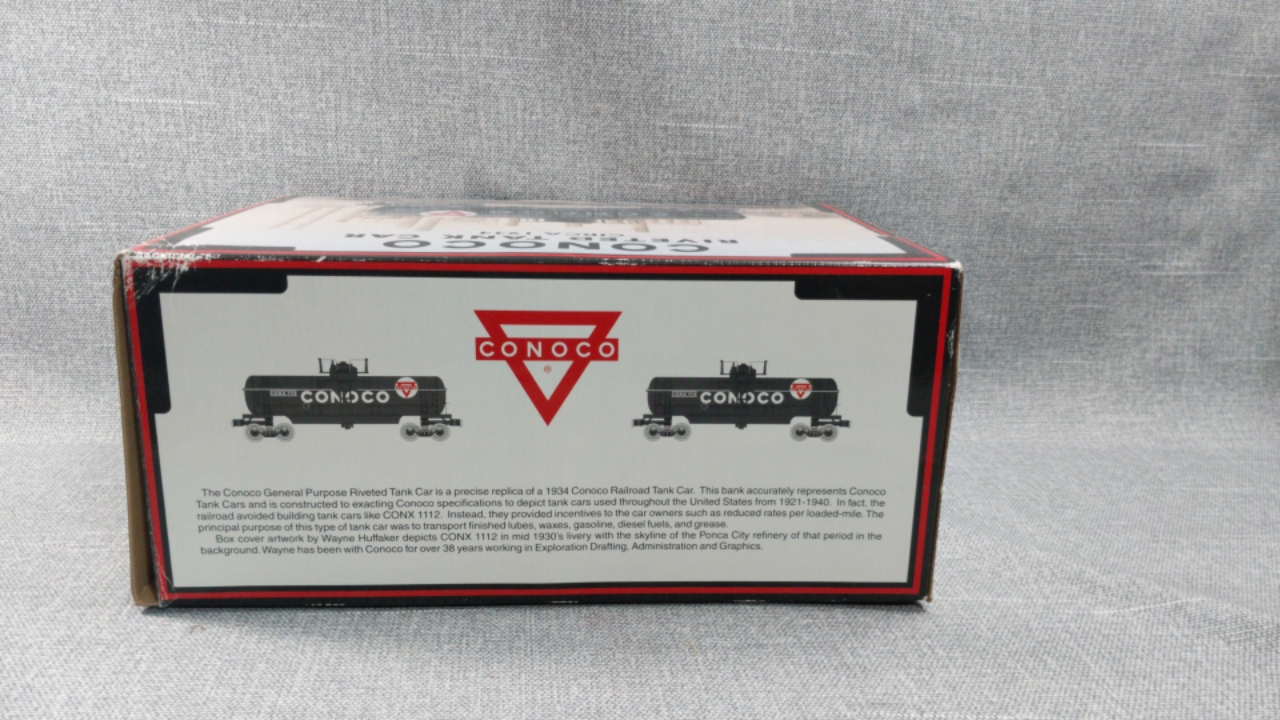 CONOCO
RIVETED TANK CAR
CIRCA 1934
CONOCO
®
CONOCO
CONOCO
The Conoco General Purpose Riveted Tank Car is a precise replica of a 1934 Conoco Railroad Tank Car. This bank accurately represents Conoco
Tank Cars and is constructed to exacting Conoco specifications to depict tank cars used throughout the United States from 1921-1940. In fact, the
railroad avoided building tank cars like CONX 1112. Instead, they provided incentives to the car owners such as reduced rates per loaded-mile. The
principal purpose of this type of tank car was to transport finished lubes, waxes, gasoline, diesel fuels, and grease.
Box cover artwork by Wayne Huffaker depicts CONX 1112 in mid 1930's livery with the skyline of the Ponca City refinery of that period in the
background. Wayne has been with Conoco for over 38 years working in Exploration Drafting, Administration and Graphics.